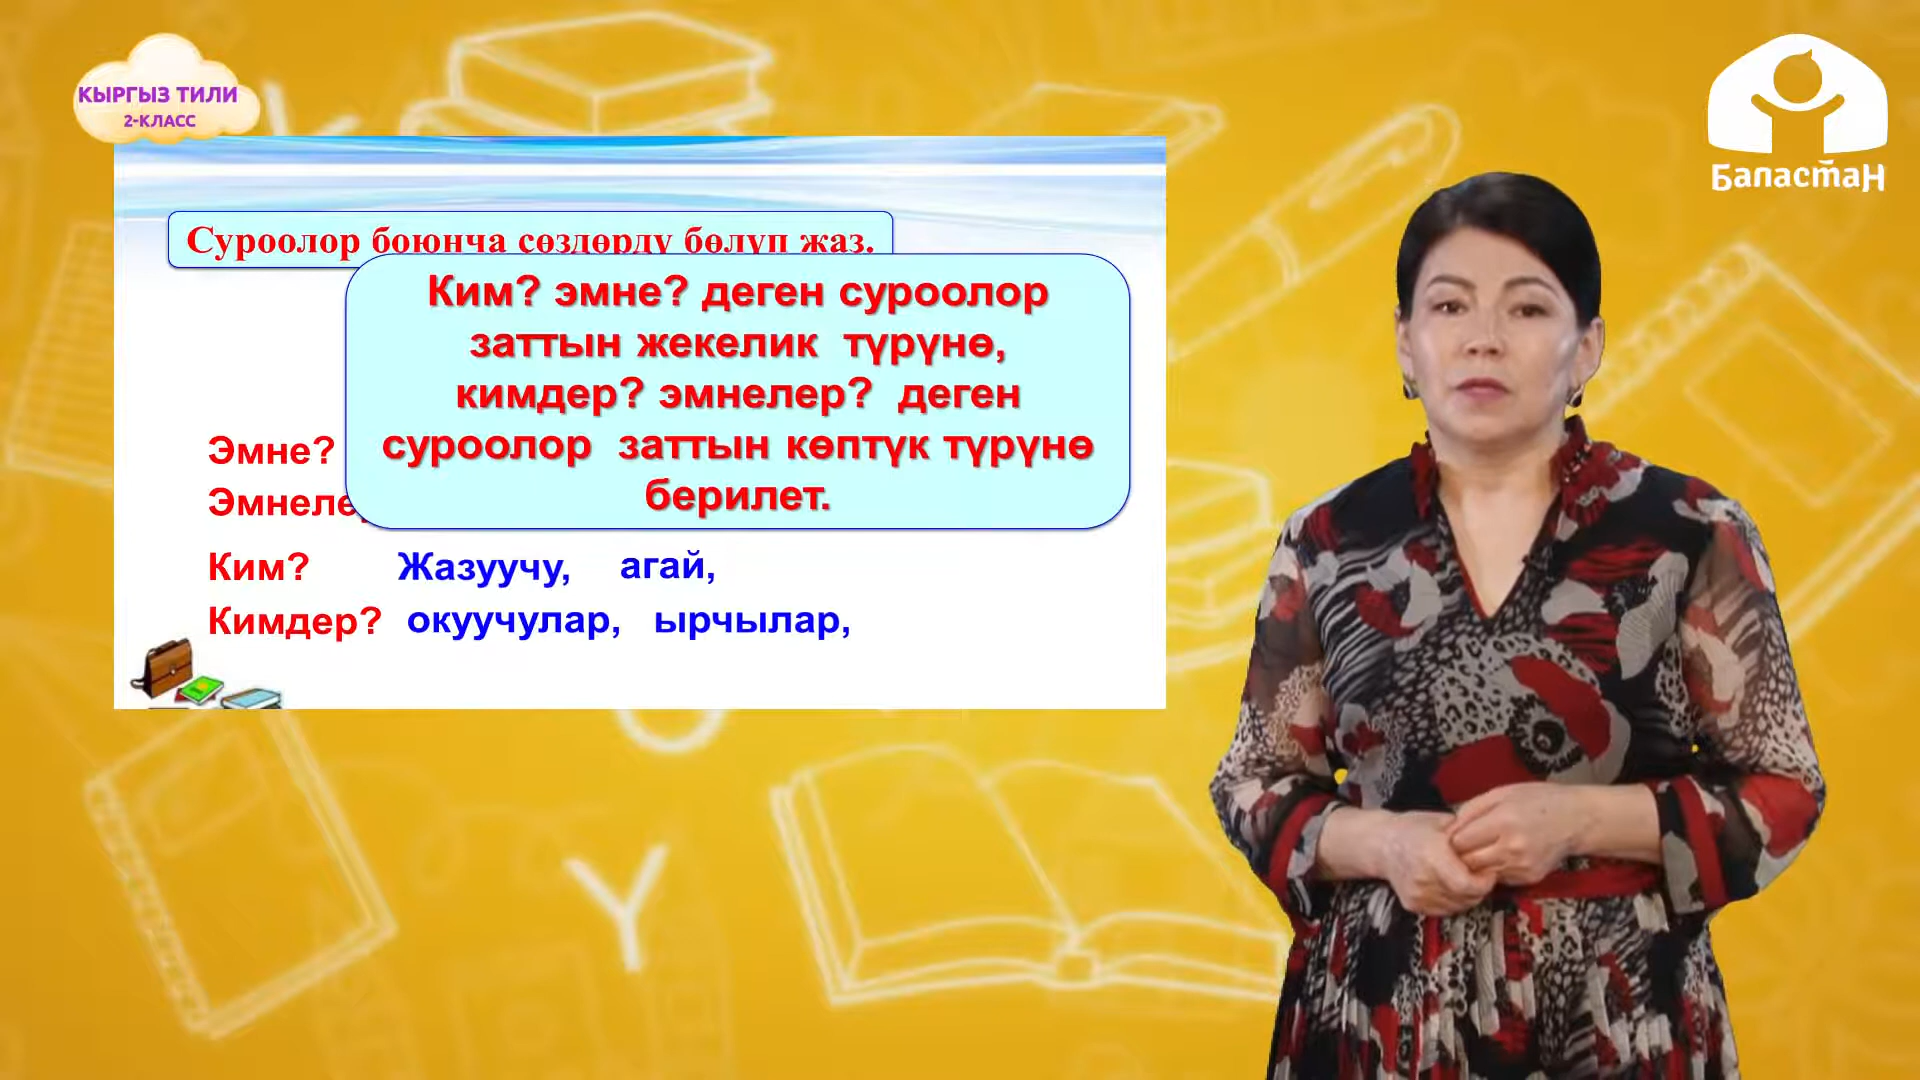 КЫРГЫЗ ТИЛИ
2-КЛАСС
Баластан
Суроолор боюнча сөздөрдү бөлүп жаз.
Ким? эмне? деген суроолор
заттын жекелик түрүнө,
кимдер? эмнелер? деген
суроолор заттын көптүк түрүнө
берилет.
Эмне?
Ким? Жазуучу, агай,
Кимдер? окуучулар, ырчылар,